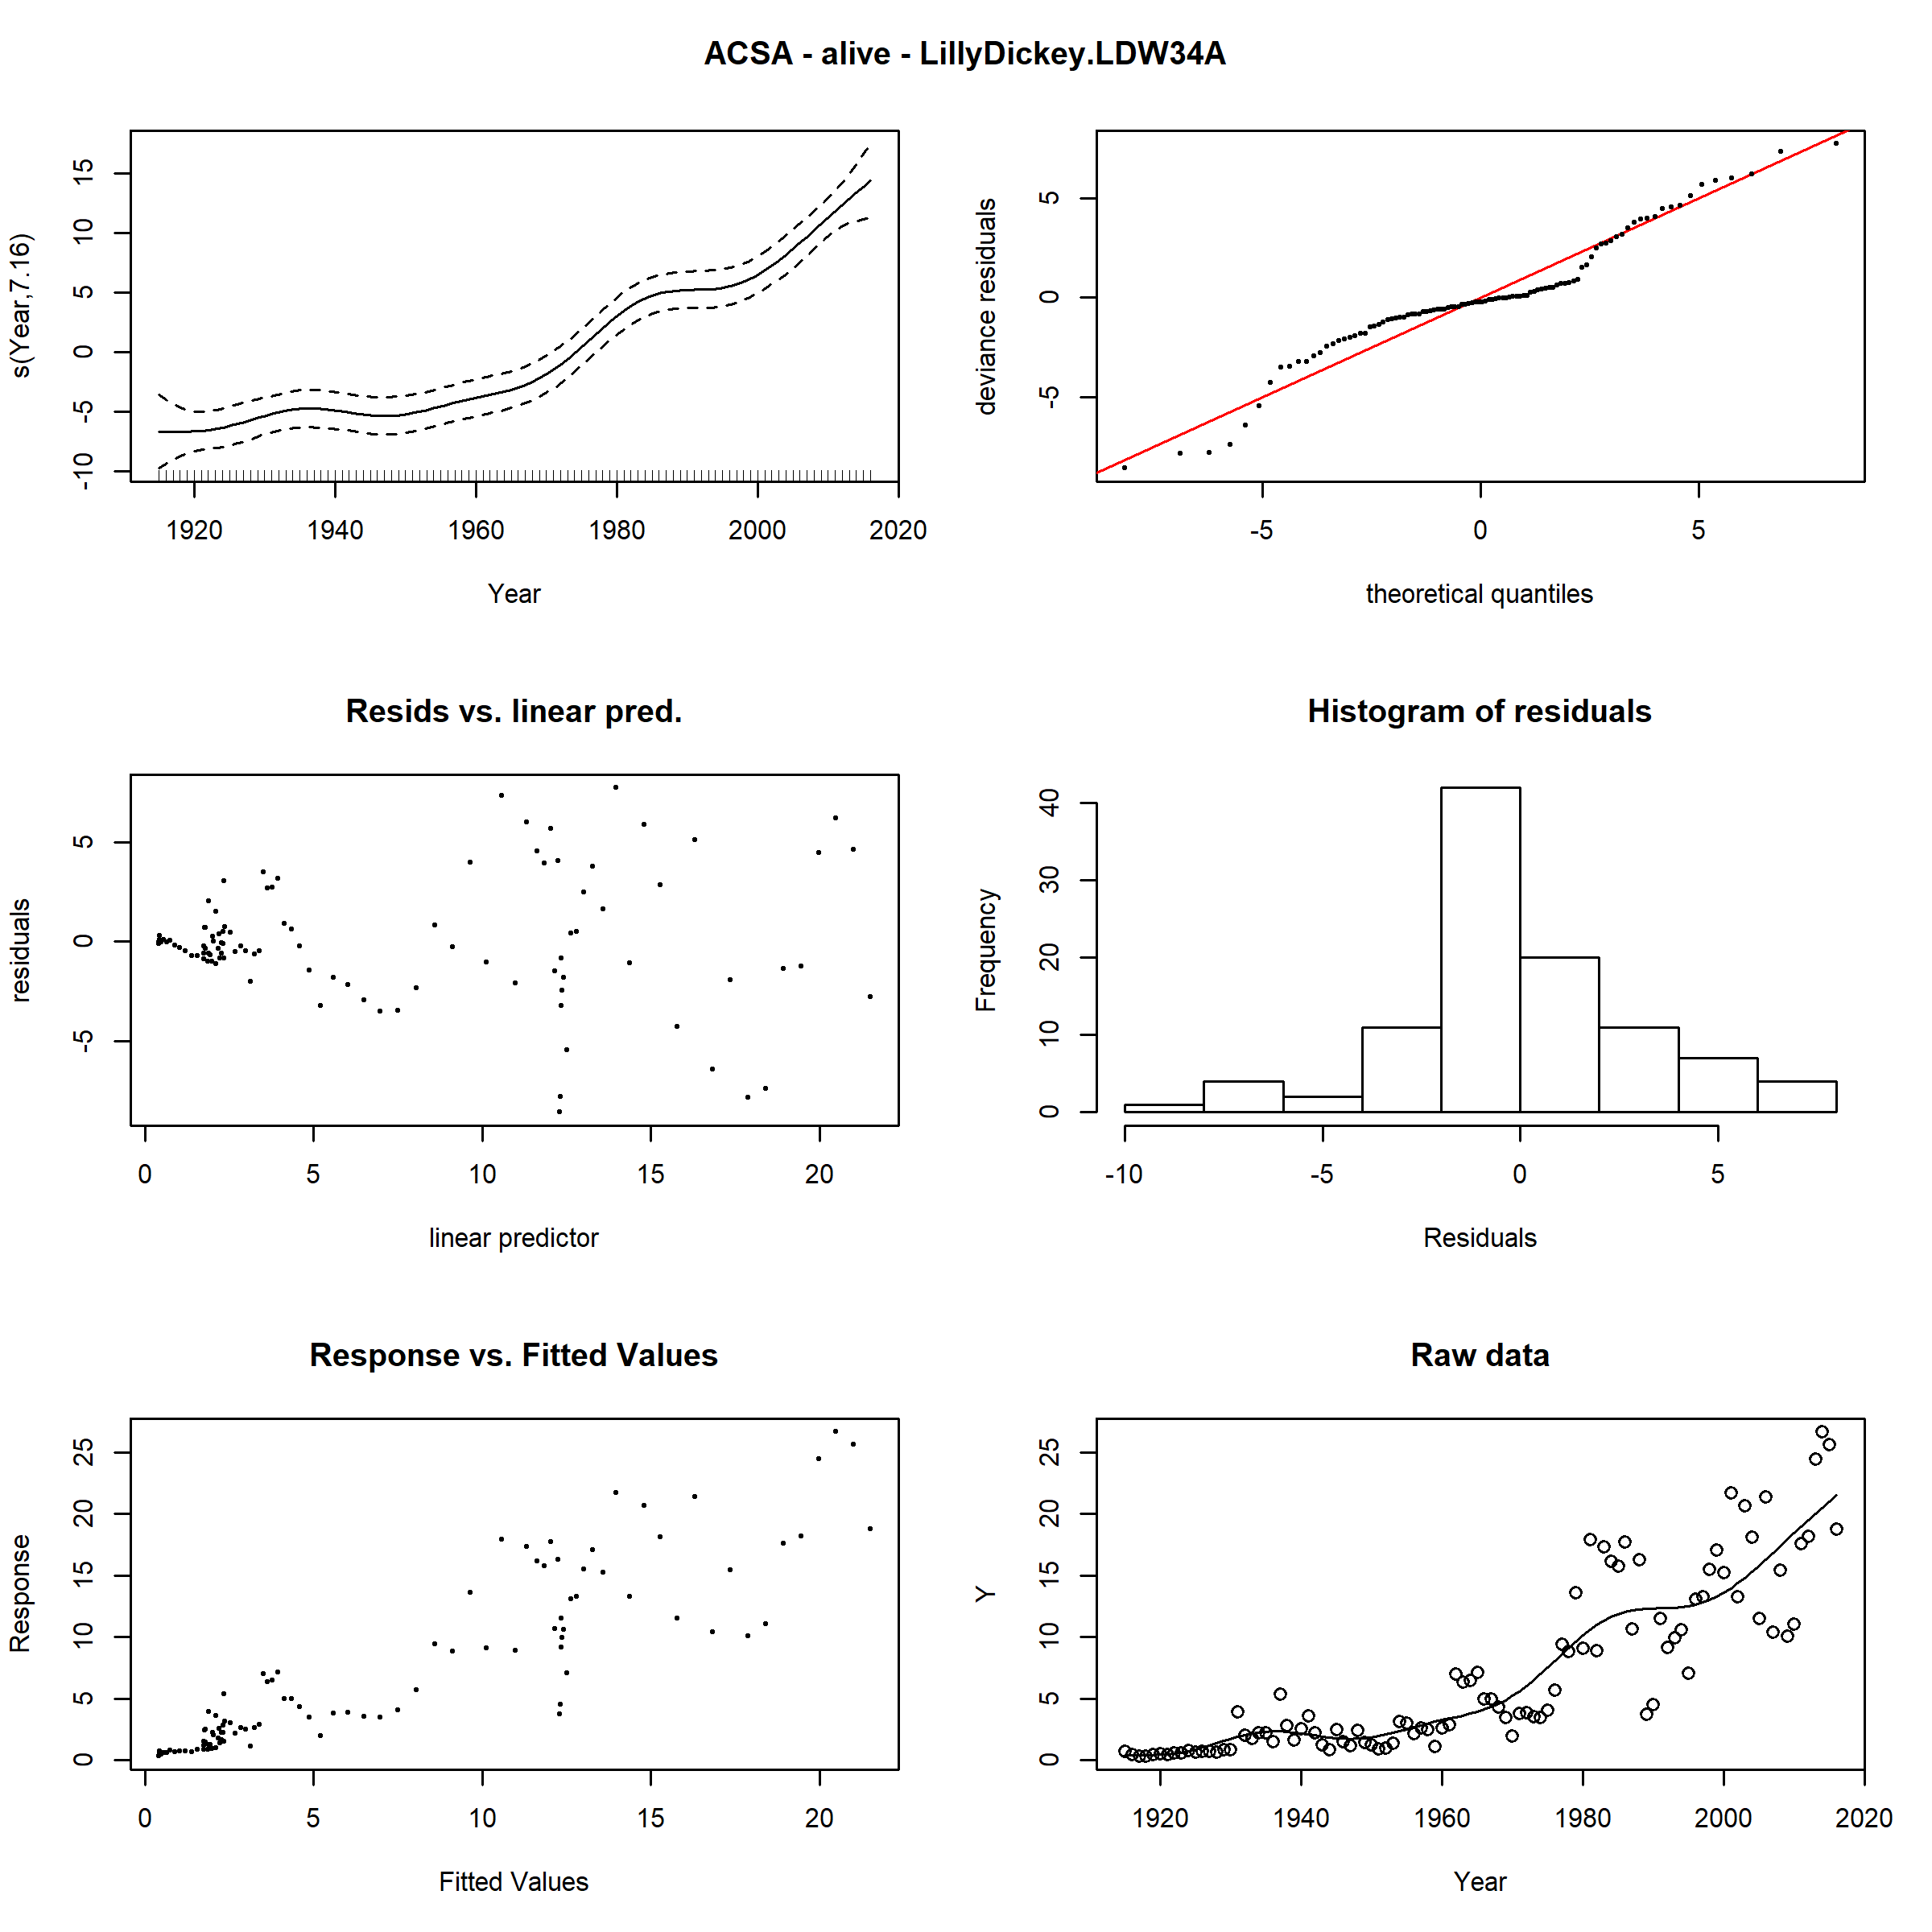 ACSA - alive - LillyDickey.LDW34A
s(Year,7.16)
15
10
5
0
-5
-10
1920 1940 1960 1980 2000 2020
Year
deviance residuals
5
0
-5
-5 0 5
theoretical quantiles
Resids vs. linear pred.
residuals
5
0
-5
0 5 10 15 20
linear predictor
Histogram of residuals
Frequency
40
30
20
10
0
-10 -5 0 5
Residuals
Response vs. Fitted Values
Response
25
20
15
10
5
0
0 5 10 15 20
Fitted Values
Raw data
Y
25
20
15
10
5
0
1920 1940 1960 1980 2000 2020
Year